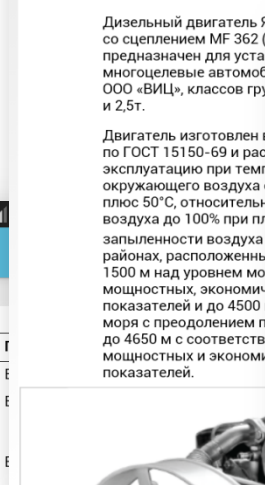 Дизельный двигатель
со сцеплением MF 362 (
предназначен для уста
многоцелевые автомоб
ООО «ВИЦ», классов гру
и 2,5т.
Двигатель изготовлен в
по ГОСТ 15150-69 и рас
эксплуатацию при темп
окружающего воздуха
плюс 50°С, относительн
воздуха до 100% при пл
запыленности воздуха
районах, расположенны
1500 м над уровнем мо
мощностных, экономич
показателей и до 4500
моря с преодолением п
до 4650 м с соответств
мощностных и экономи
показателей.